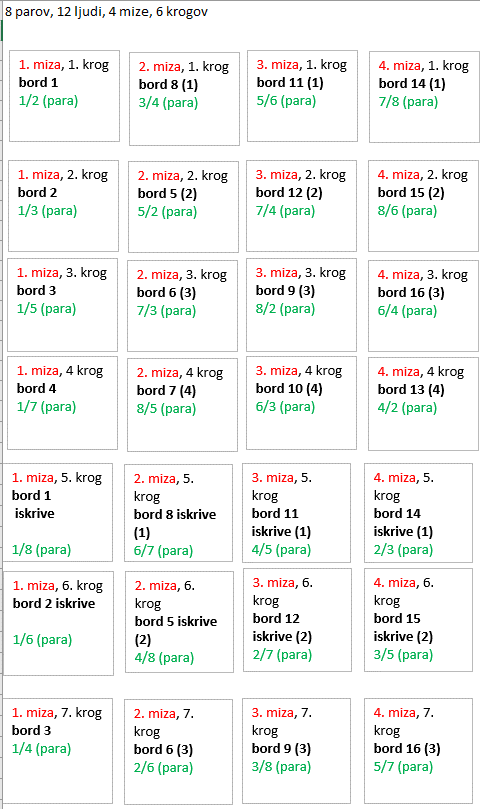 8 parov, 12 ljudi, 4 mize, 6 krogov
1. miza, 1. krog
bord 1
1/2 (para)
2. miza, 1. krog
bord 8 (1)
3/4 (para)
3. miza, 1. krog
bord 11 (1)
5/6 (para)
4. miza, 1. krog
bord 14 (1)
7/8 (para)
1. miza, 2. krog
bord 2
1/3 (para)
2. miza, 2. krog
bord 5 (2)
5/2 (para)
3. miza, 2. krog
bord 12 (2)
7/4 (para)
4. miza, 2. krog
bord 15 (2)
8/6 (para)
1. miza, 3. krog
bord 3
1/5 (para)
2. miza, 3. krog
bord 6 (3)
7/3 (para)
3. miza, 3. krog
bord 9 (3)
8/2 (para)
4. miza, 3. krog
bord 16 (3)
6/4 (para)
1. miza, 4 krog
bord 4
1/7 (para)
2. miza, 4 krog
bord 7 (4)
8/5 (para)
3. miza, 4 krog
bord 10 (4)
6/3 (para)
4. miza, 4 krog
bord 13 (4)
4/2 (para)
1. miza, 5. krog
bord 1
iskrive
1/8 (para)
2. miza, 5.
krog
bord 8 iskrive
(1)
6/7 (para)
3. miza, 5.
krog
bord 11
iskrive (1)
4/5 (para)
4. miza, 5.
krog
bord 14
iskrive (1)
2/3 (para)
1. miza, 6. krog
bord 2 iskrive
1/6 (para)
2. miza, 6.
krog
bord 5 iskrive
(2)
4/8 (para)
3. miza, 6.
krog
bord 12
iskrive (2)
2/7 (para)
4. miza, 6.
krog
bord 15
iskrive (2)
3/5 (para)
1. miza, 7. krog
bord 3
1/4 (para)
2. miza, 7.
krog
bord 6 (3)
2/6 (para)
3. miza, 7.
krog
bord 9 (3)
3/8 (para)
4. miza, 7.
krog
bord 16 (3)
5/7 (para)